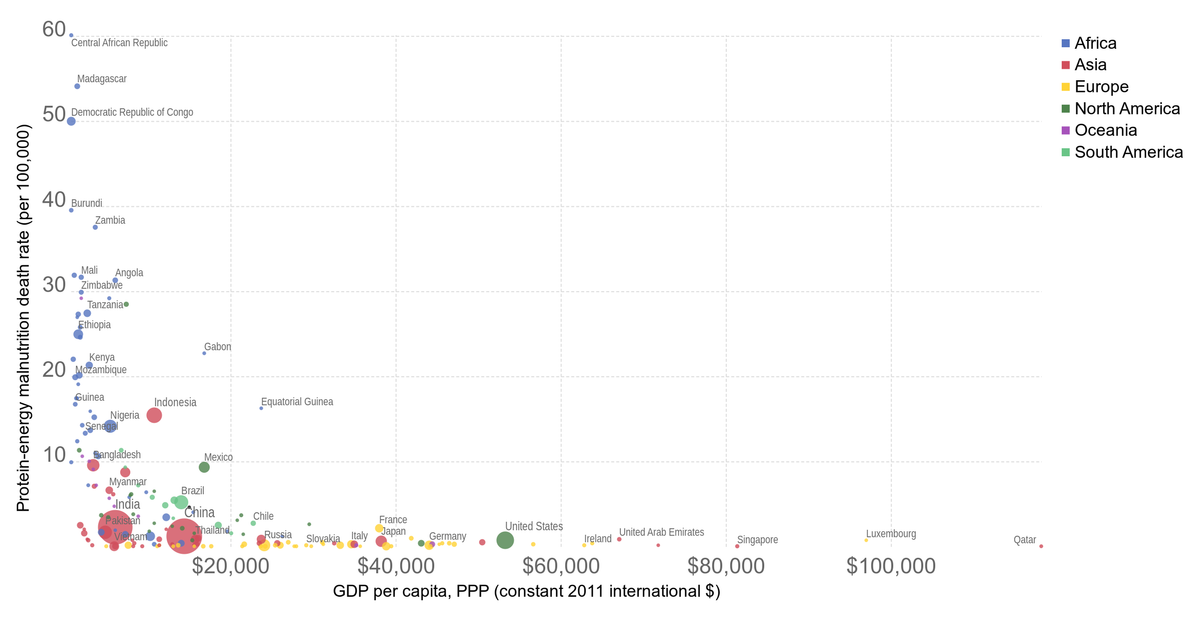 60
Central African Republic
Madagascar
50
Democratic Republic of Congo
40
Burundi
Zambia
Mali
Angola
30
Zimbabwe
Tanzania
Ethiopia
Gabon
Kenya
20
Mozambique
Guinea
Indonesia
Equatorial Guinea
Nigeria
Senegal
10
Bangladesh
Mexico
Myanmar
Brazil
India
China
Pakistan
Chile
France
Thailand
Vietnam
Russia
Slovakia
Italy
Japan
Germany
United States
Ireland
United Arab Emirates
Singapore
Luxembourg
Qatar
$20,000
$40,000
$60,000
$80,000
$100,000
GDP per capita, PPP (constant 2011 international $)
Protein-energy malnutrition death rate (per 100,000)
Africa
Asia
Europe
North America
Oceania
South America